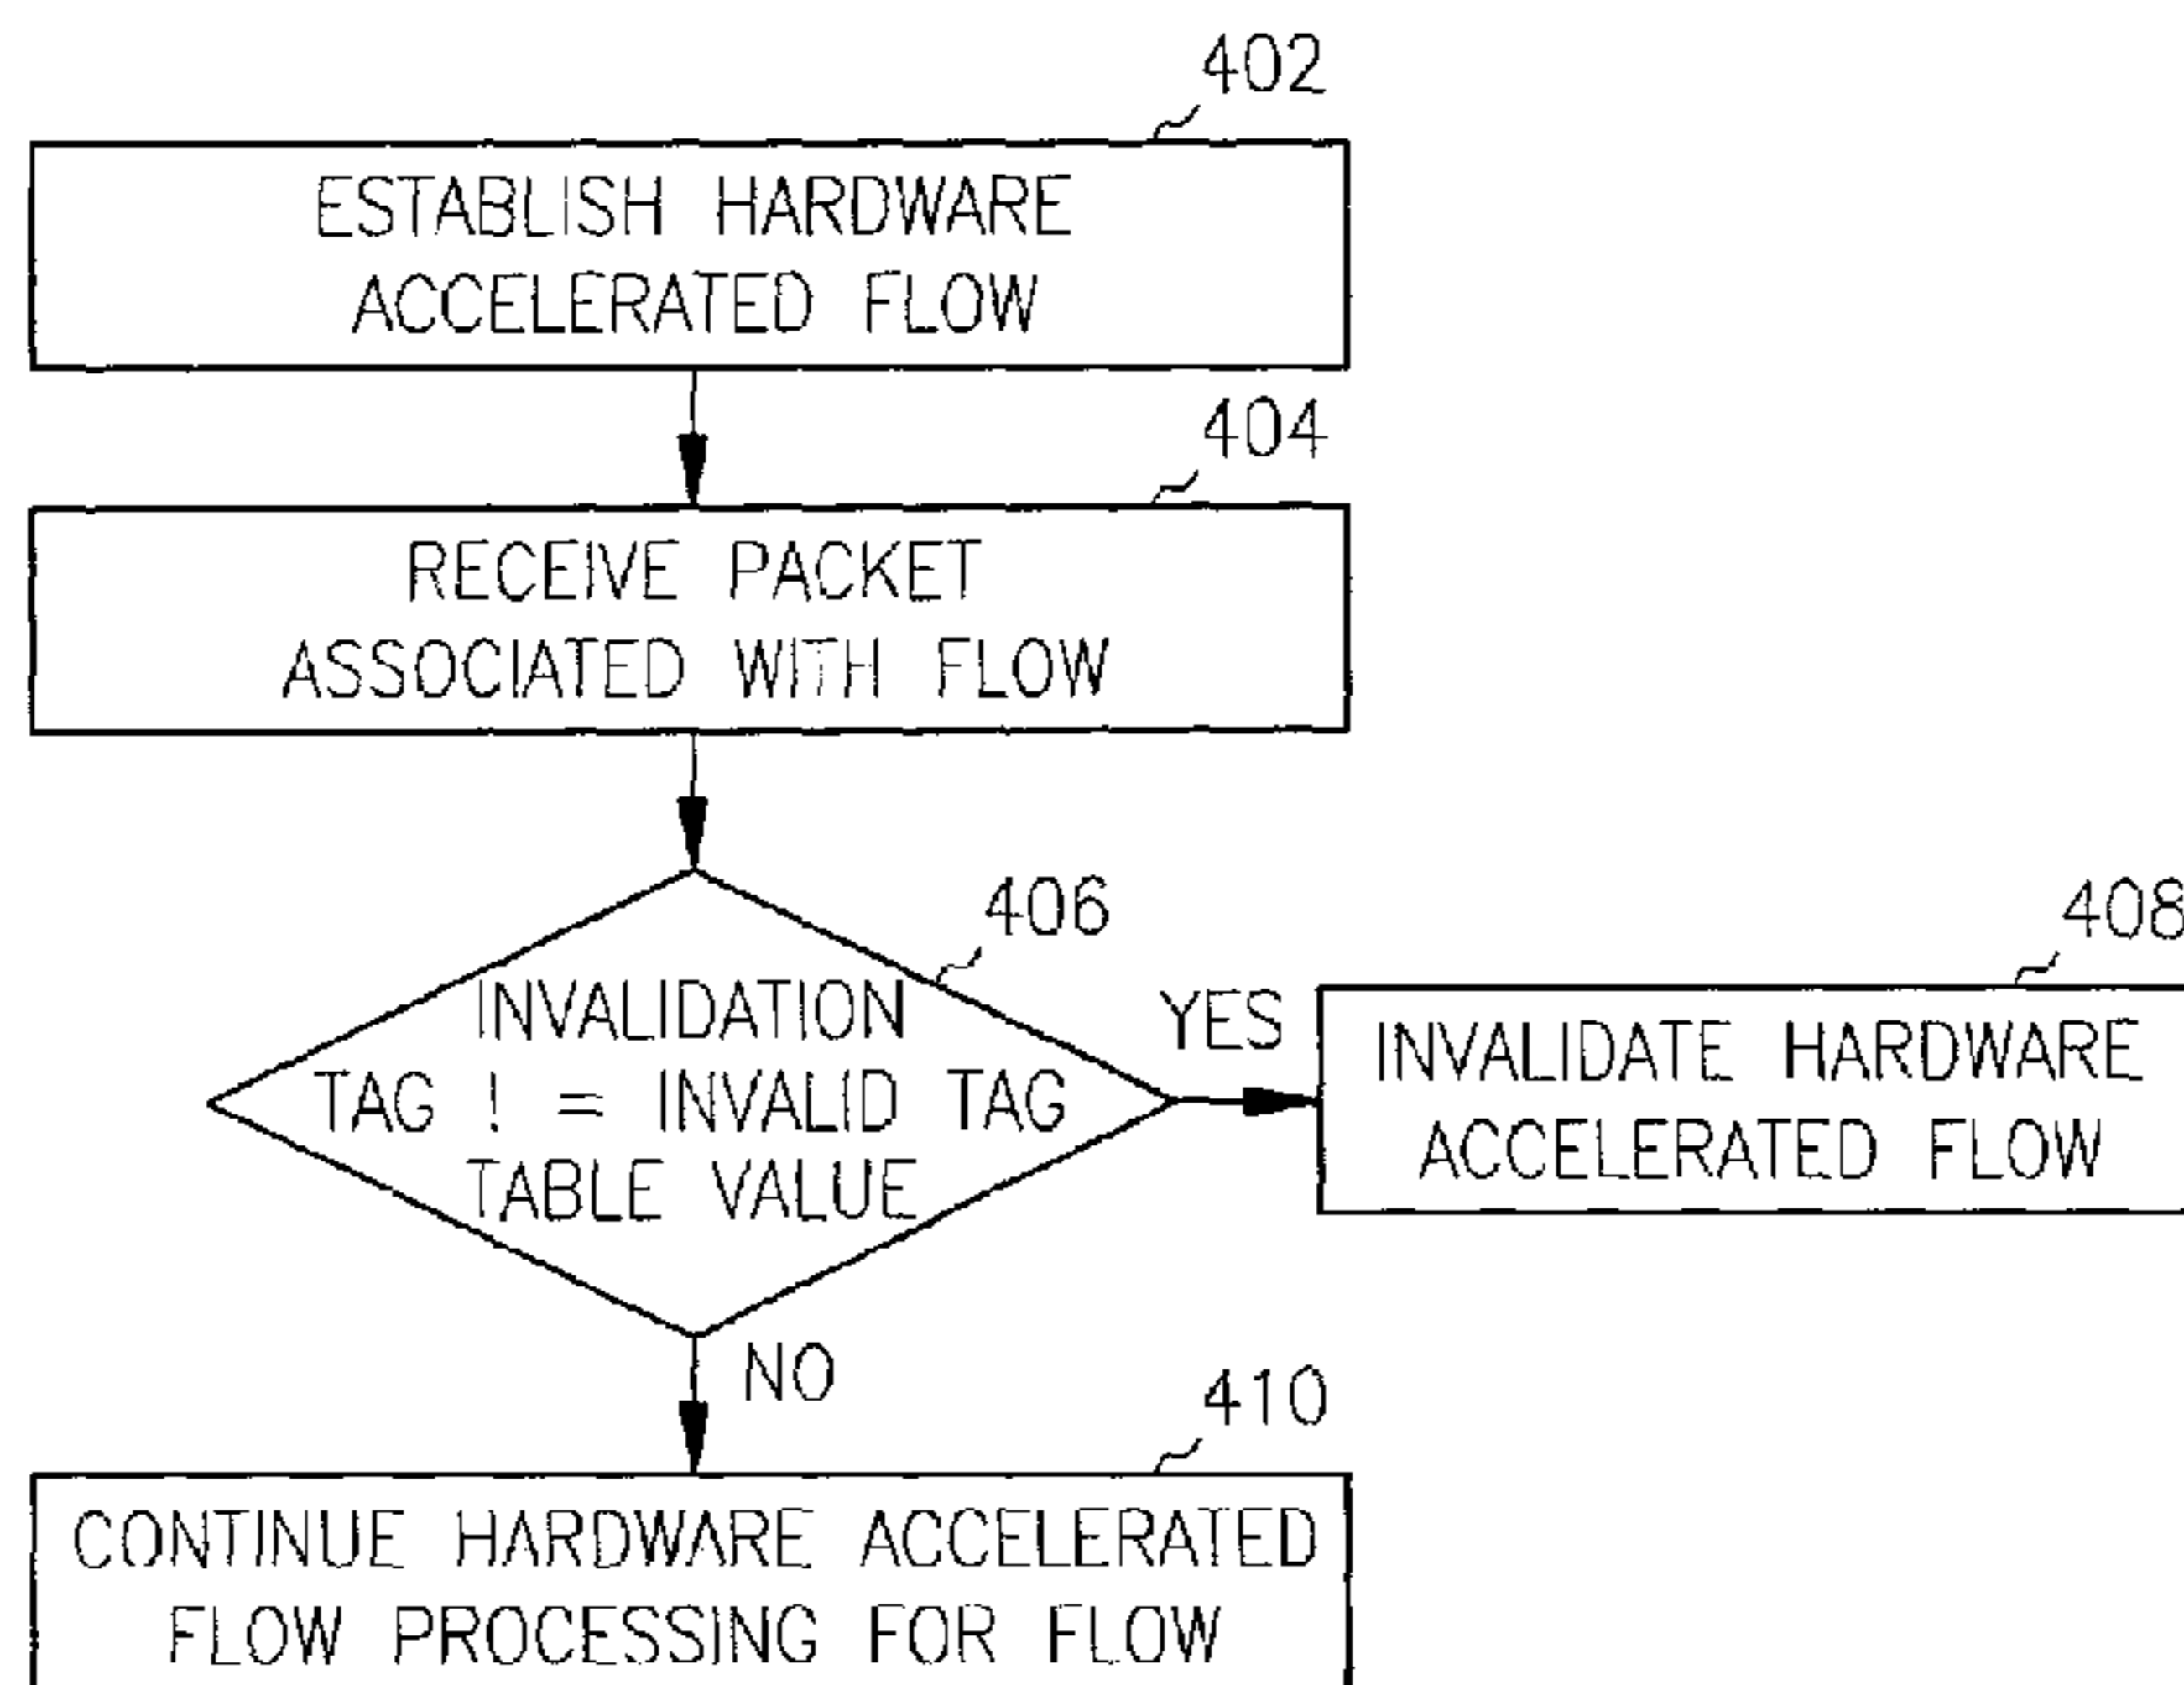 402
ESTABLISH HARDWARE
ACCELERATED FLOW
404
RECEIVE PACKET
ASSOCIATED WITH FLOW
406
INVALIDATION
TAG ! = INVALID TAG
TABLE VALUE
YES
408
INVALIDATE HARDWARE
ACCELERATED FLOW
NO
410
CONTINUE HARDWARE ACCELERATED
FLOW PROCESSING FOR FLOW